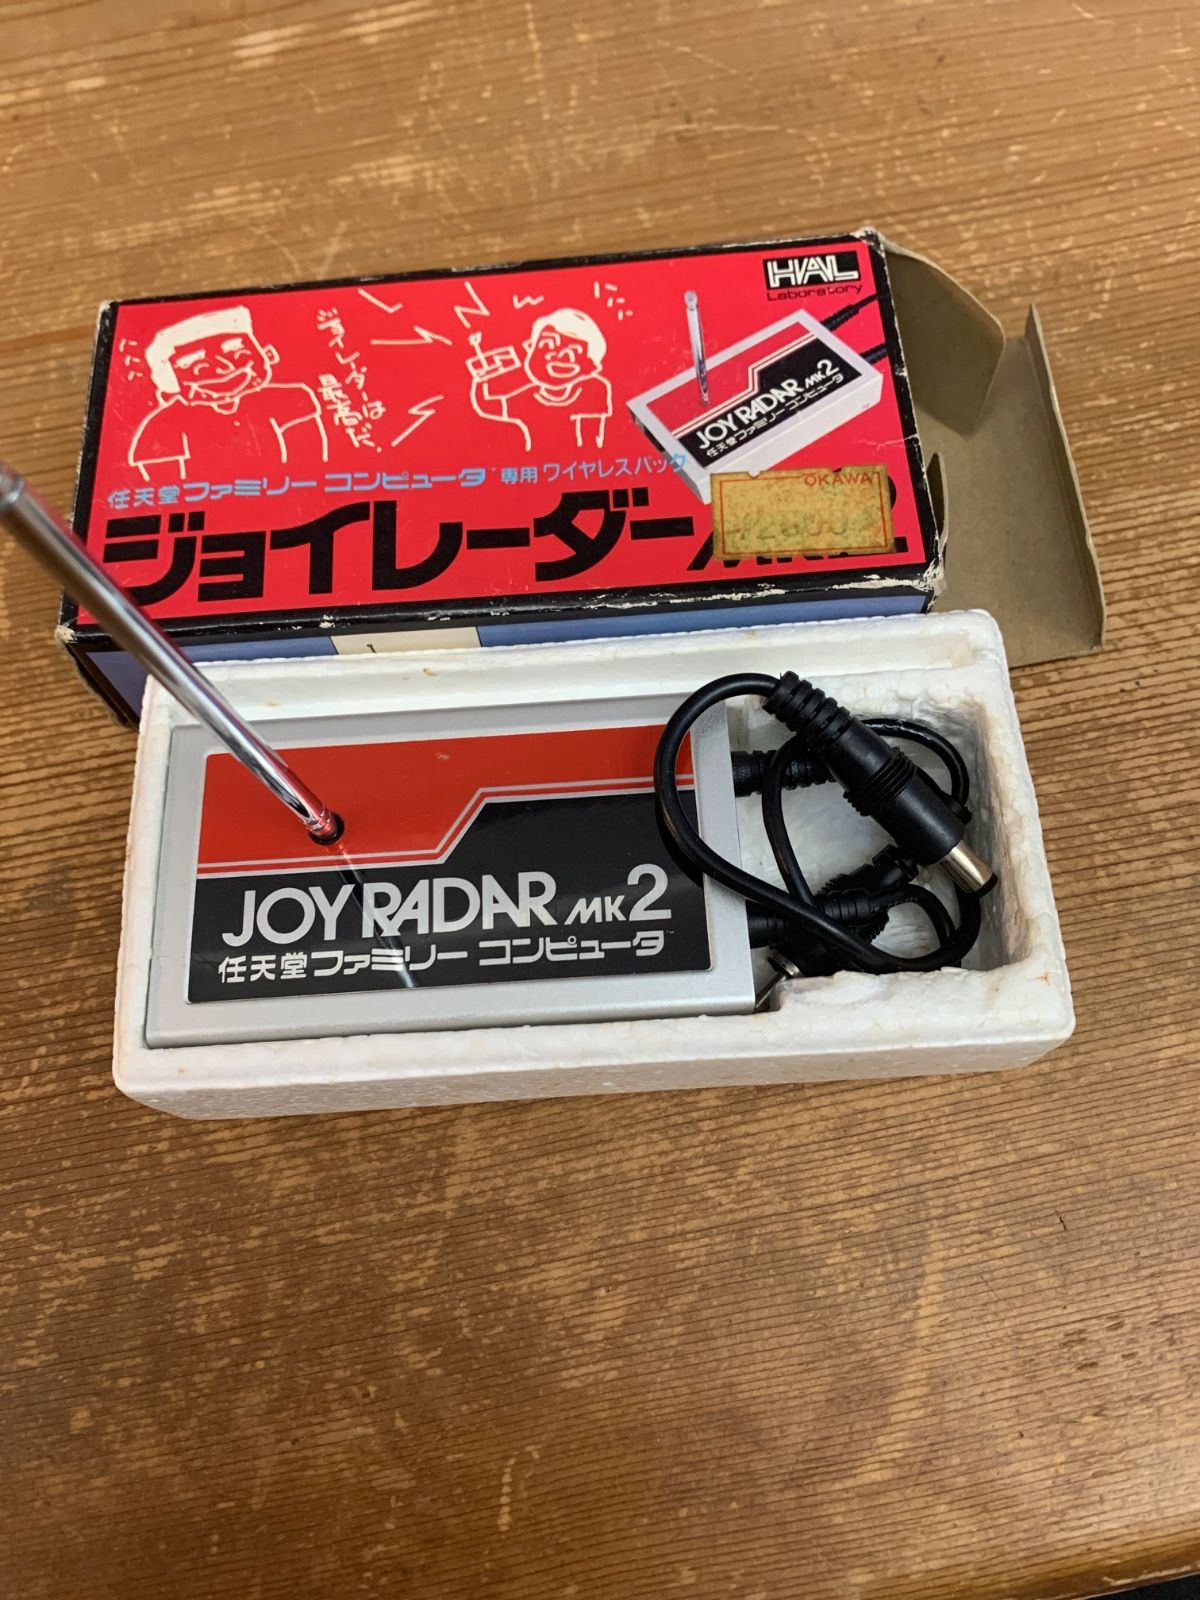 HAL
Laboratory
ジョイレーダーは
最高だ。
JOY RADAR MK2
任天堂 ファミリー コンピュータ
任天堂 ファミリー コンピュータ 専用 ワイヤレスパック
OKAWA
ジョイレーダー
JOY RADAR MK2
任天堂 ファミリー コンピュータ™